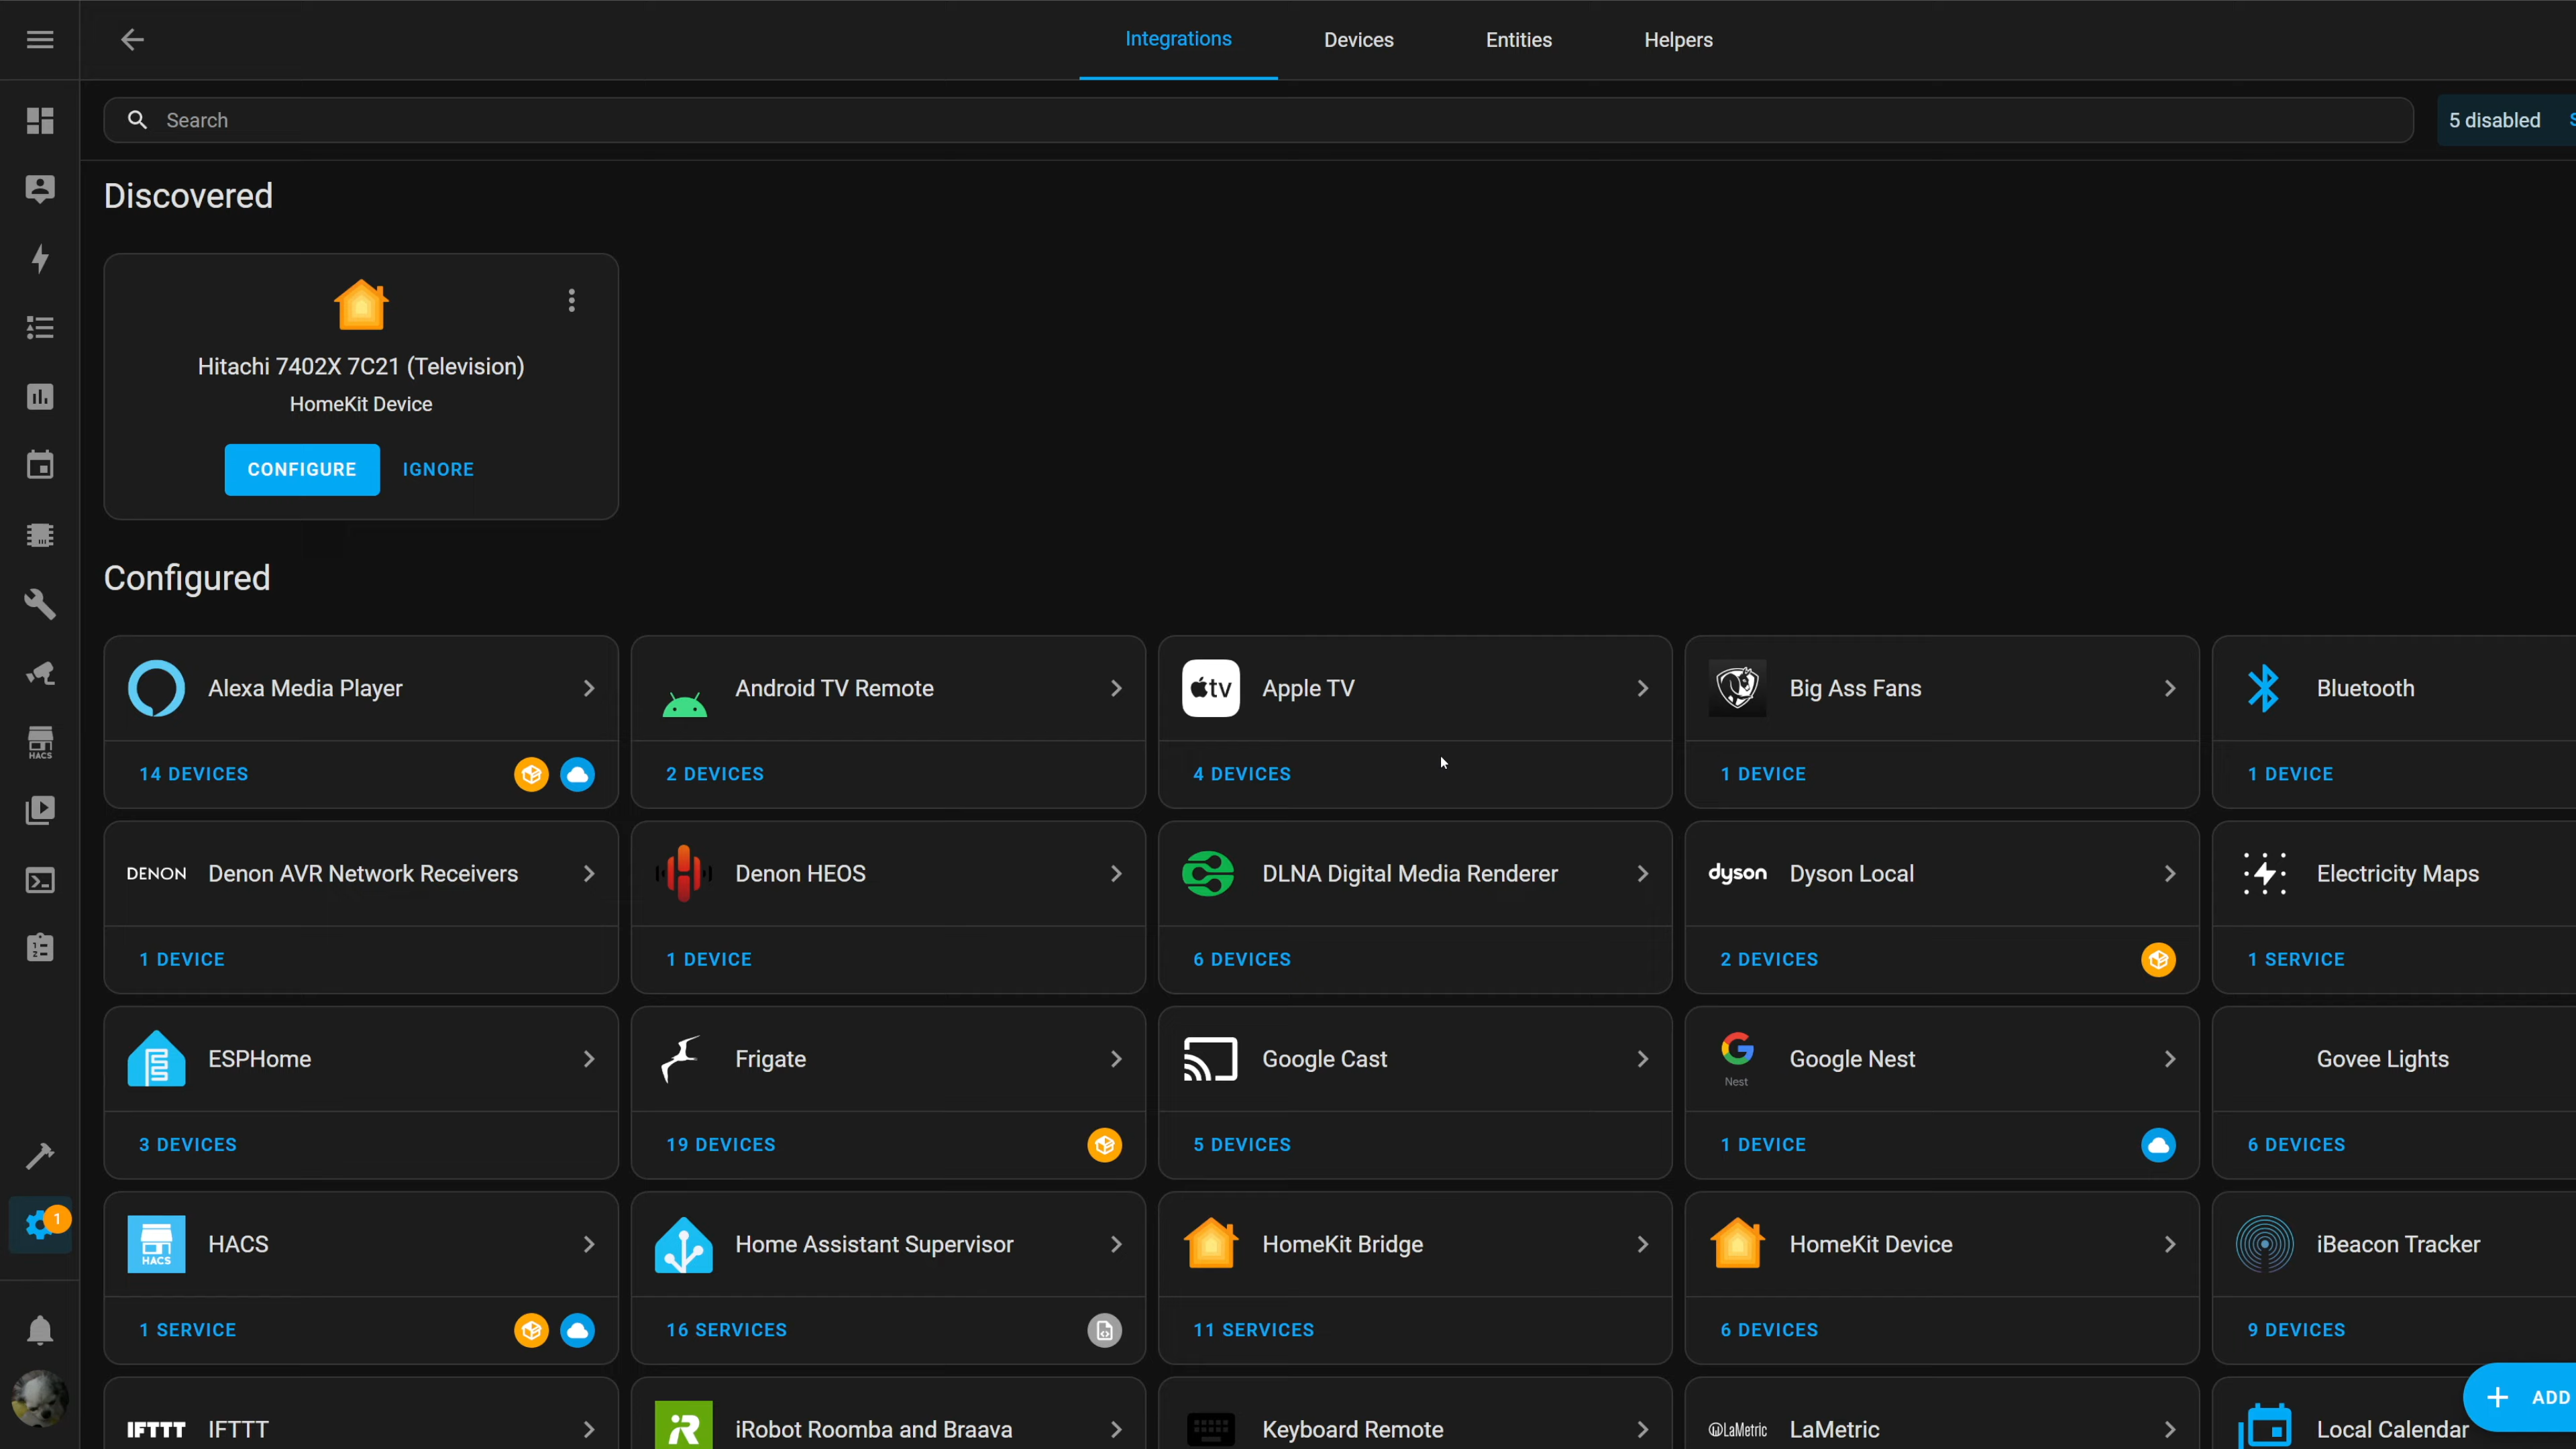 Integrations
Devices
Entities
Helpers
Search
5 disabled
Discovered
Hitachi 7402X 7C21 (Television)
HomeKit Device
CONFIGURE
IGNORE
Configured
tv
Alexa Media Player
Android TV Remote
Apple TV
Big Ass Fans
Bluetooth
14 DEVICES
2 DEVICES
4 DEVICES
1 DEVICE
1 DEVICE
HACS
DENON
Denon AVR Network Receivers
Denon HEOS
DLNA Digital Media Renderer
dyson
Dyson Local
Electricity Maps
1 DEVICE
1 DEVICE
6 DEVICES
2 DEVICES
1 SERVICE
ESPHome
Frigate
Google Cast
Nest
Google Nest
Govee Lights
3 DEVICES
19 DEVICES
5 DEVICES
1 DEVICE
6 DEVICES
1
HACS
HACS
Home Assistant Supervisor
HomeKit Bridge
HomeKit Device
iBeacon Tracker
1 SERVICE
16 SERVICES
11 SERVICES
6 DEVICES
9 DEVICES
IFTTT
IFTTT
iRobot Roomba and Braava
Keyboard Remote
LaMetric
LaMetric
Local Calendar
ADD